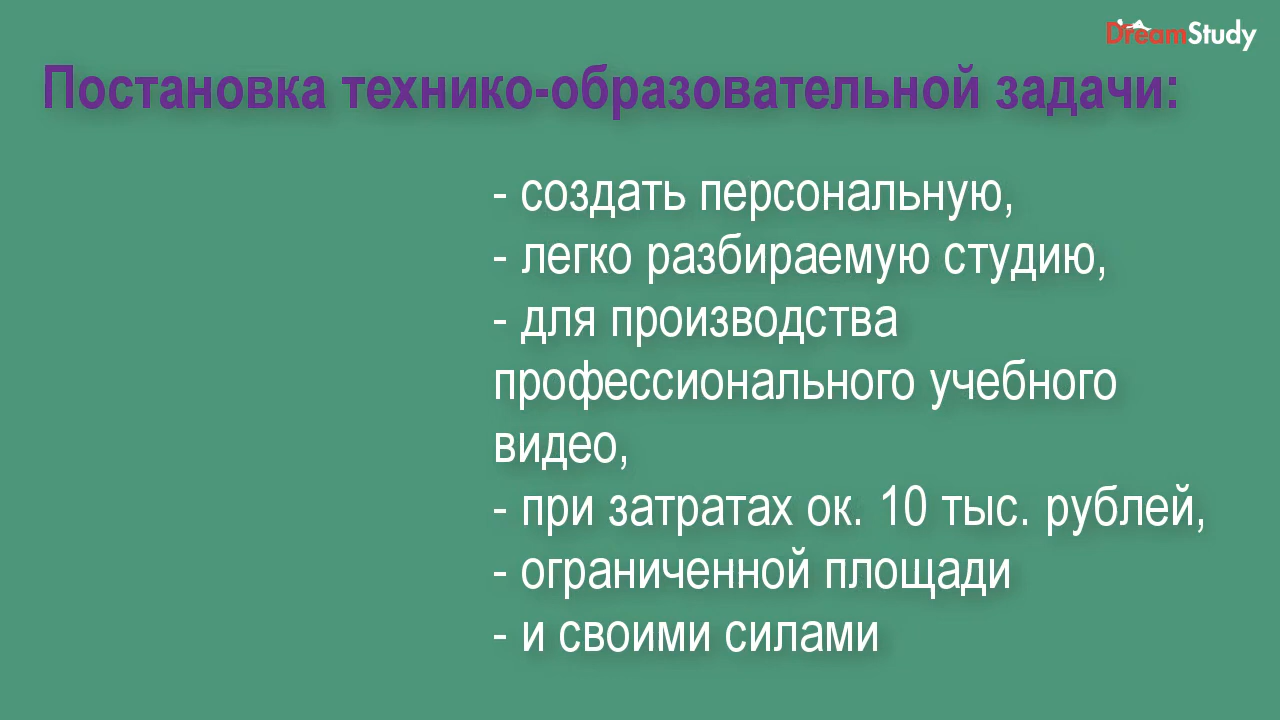 DreamStudy
Постановка технико-образовательной задачи:
- создать персональную,
- легко разбираемую студию,
- для производства
профессионального учебного
видео,
- при затратах ок. 10 тыс. рублей,
- ограниченной площади
- и своими силами